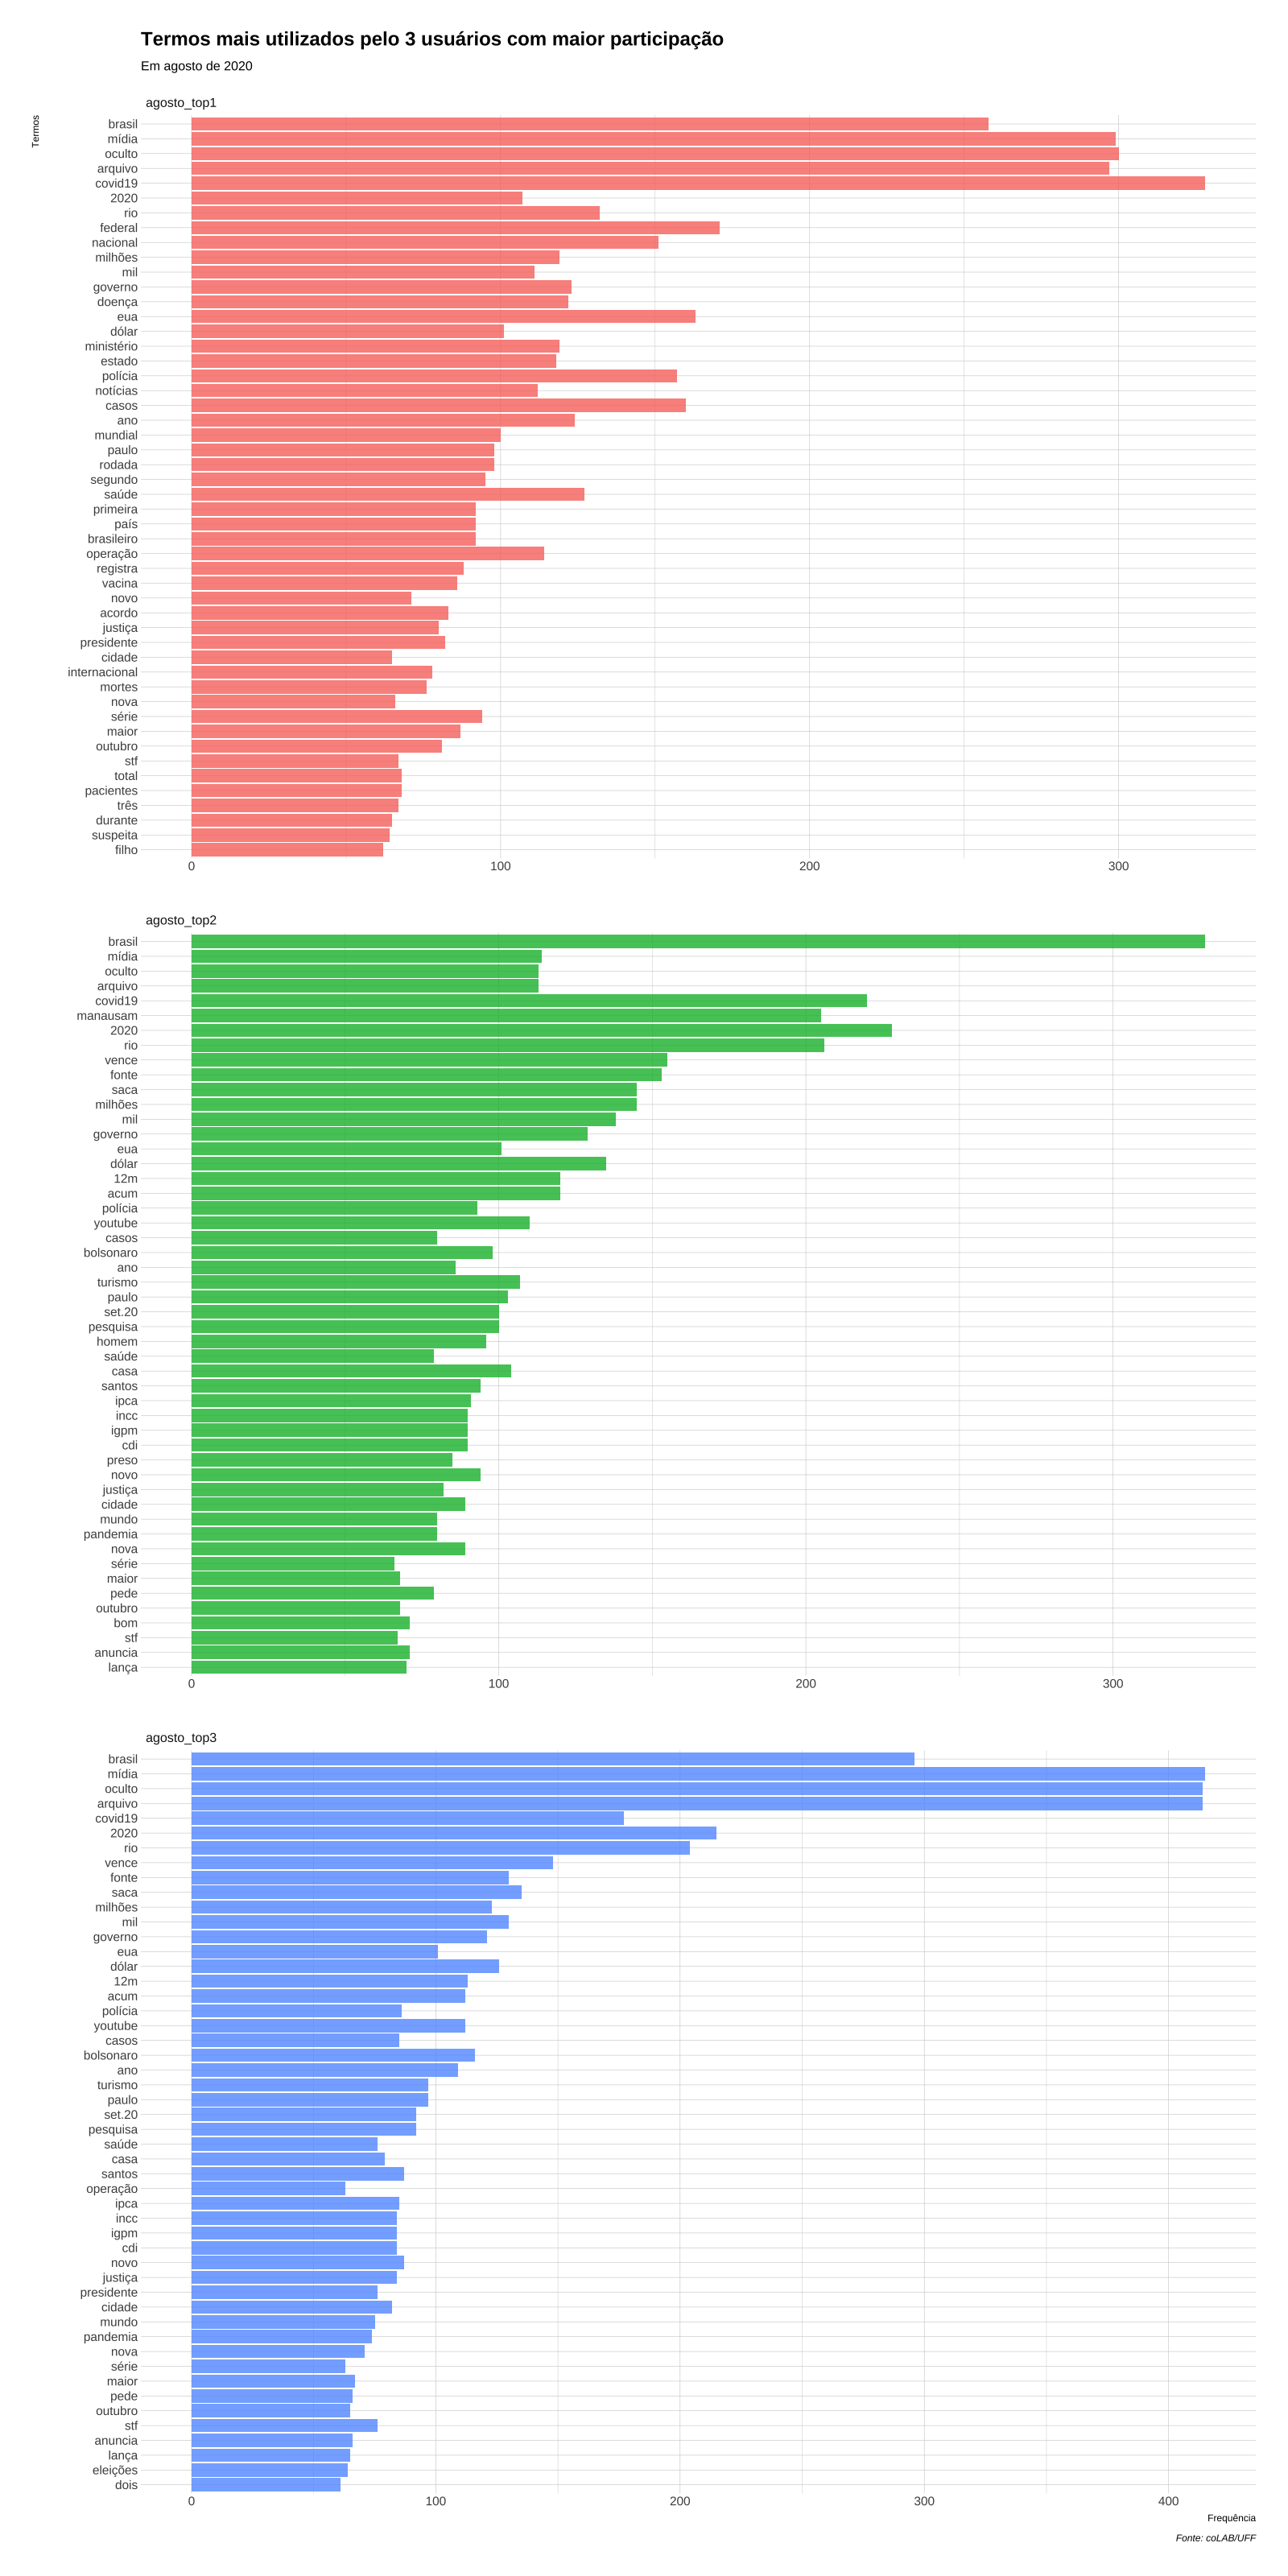 Termos mais utilizados pelo 3 usuários com maior participação
Em agosto de 2020
Termos
agosto_top1
brasil
mídia
oculto
arquivo
covid19
2020
rio
federal
nacional
milhões
mil
governo
doença
eua
dólar
ministério
estado
polícia
notícias
casos
ano
mundial
paulo
rodada
segundo
saúde
primeira
país
brasileiro
operação
registra
vacina
novo
acordo
justiça
presidente
cidade
internacional
mortes
nova
série
maior
outubro
stf
total
pacientes
três
durante
suspeita
filho
0 100 200 300
agosto_top2
brasil
mídia
oculto
arquivo
covid19
manausam
2020
rio
vence
fonte
saca
milhões
mil
governo
eua
dólar
12m
acum
polícia
youtube
casos
bolsonaro
ano
turismo
paulo
set.20
pesquisa
homem
saúde
casa
santos
ipca
incc
igpm
cdi
preso
novo
justiça
cidade
mundo
pandemia
nova
série
maior
pede
outubro
bom
stf
anuncia
lança
0 100 200 300
agosto_top3
brasil
mídia
oculto
arquivo
covid19
2020
rio
vence
fonte
saca
milhões
mil
governo
eua
dólar
12m
acum
polícia
youtube
casos
bolsonaro
ano
turismo
paulo
set.20
pesquisa
saúde
casa
santos
operação
ipca
incc
igpm
cdi
novo
justiça
presidente
cidade
mundo
pandemia
nova
série
maior
pede
outubro
stf
anuncia
lança
eleições
dois
0 100 200 300 400
Frequência
Fonte: coLAB/UFF